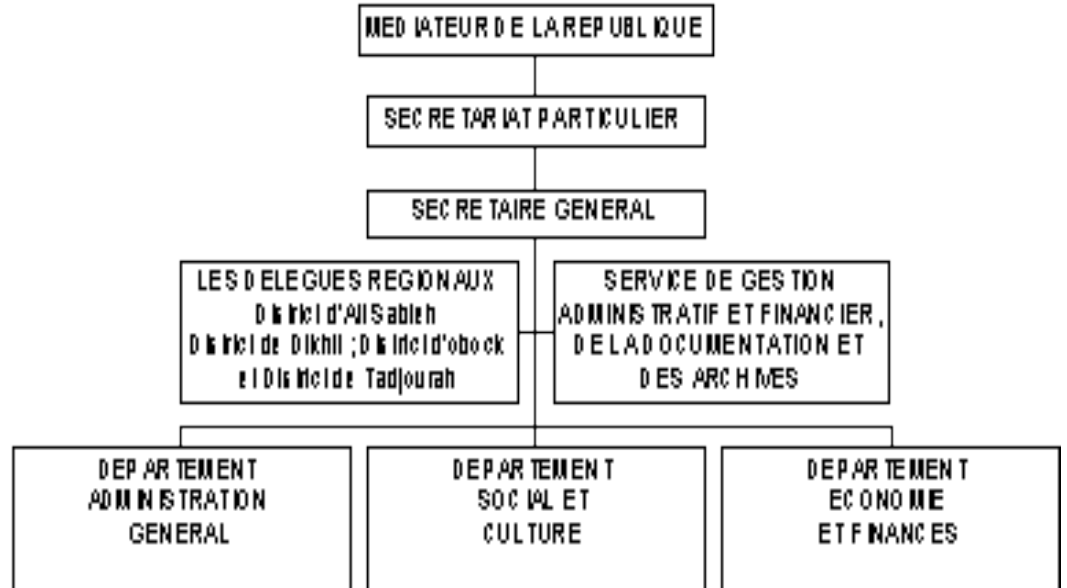 MEDIATEUR DE LA REPUBLIQUE
SECRETARIAT PARTICULIER
SECRETAIRE GENERAL
LES DELEGUES REGIONAUX
District d'Ali Sabieh
District de Dikhil ; District d'obock
et District de Tadjourah
SERVICE DE GESTION
ADMINISTRATIF ET FINANCIER,
DE LA DOCUMENTATION ET
DES ARCHIVES
DEPARTEMENT
ADMINISTRATION
GENERAL
DEPARTEMENT
SOCIAL ET
CULTURE
DEPARTEMENT
ECONOMIE
ET FINANCES